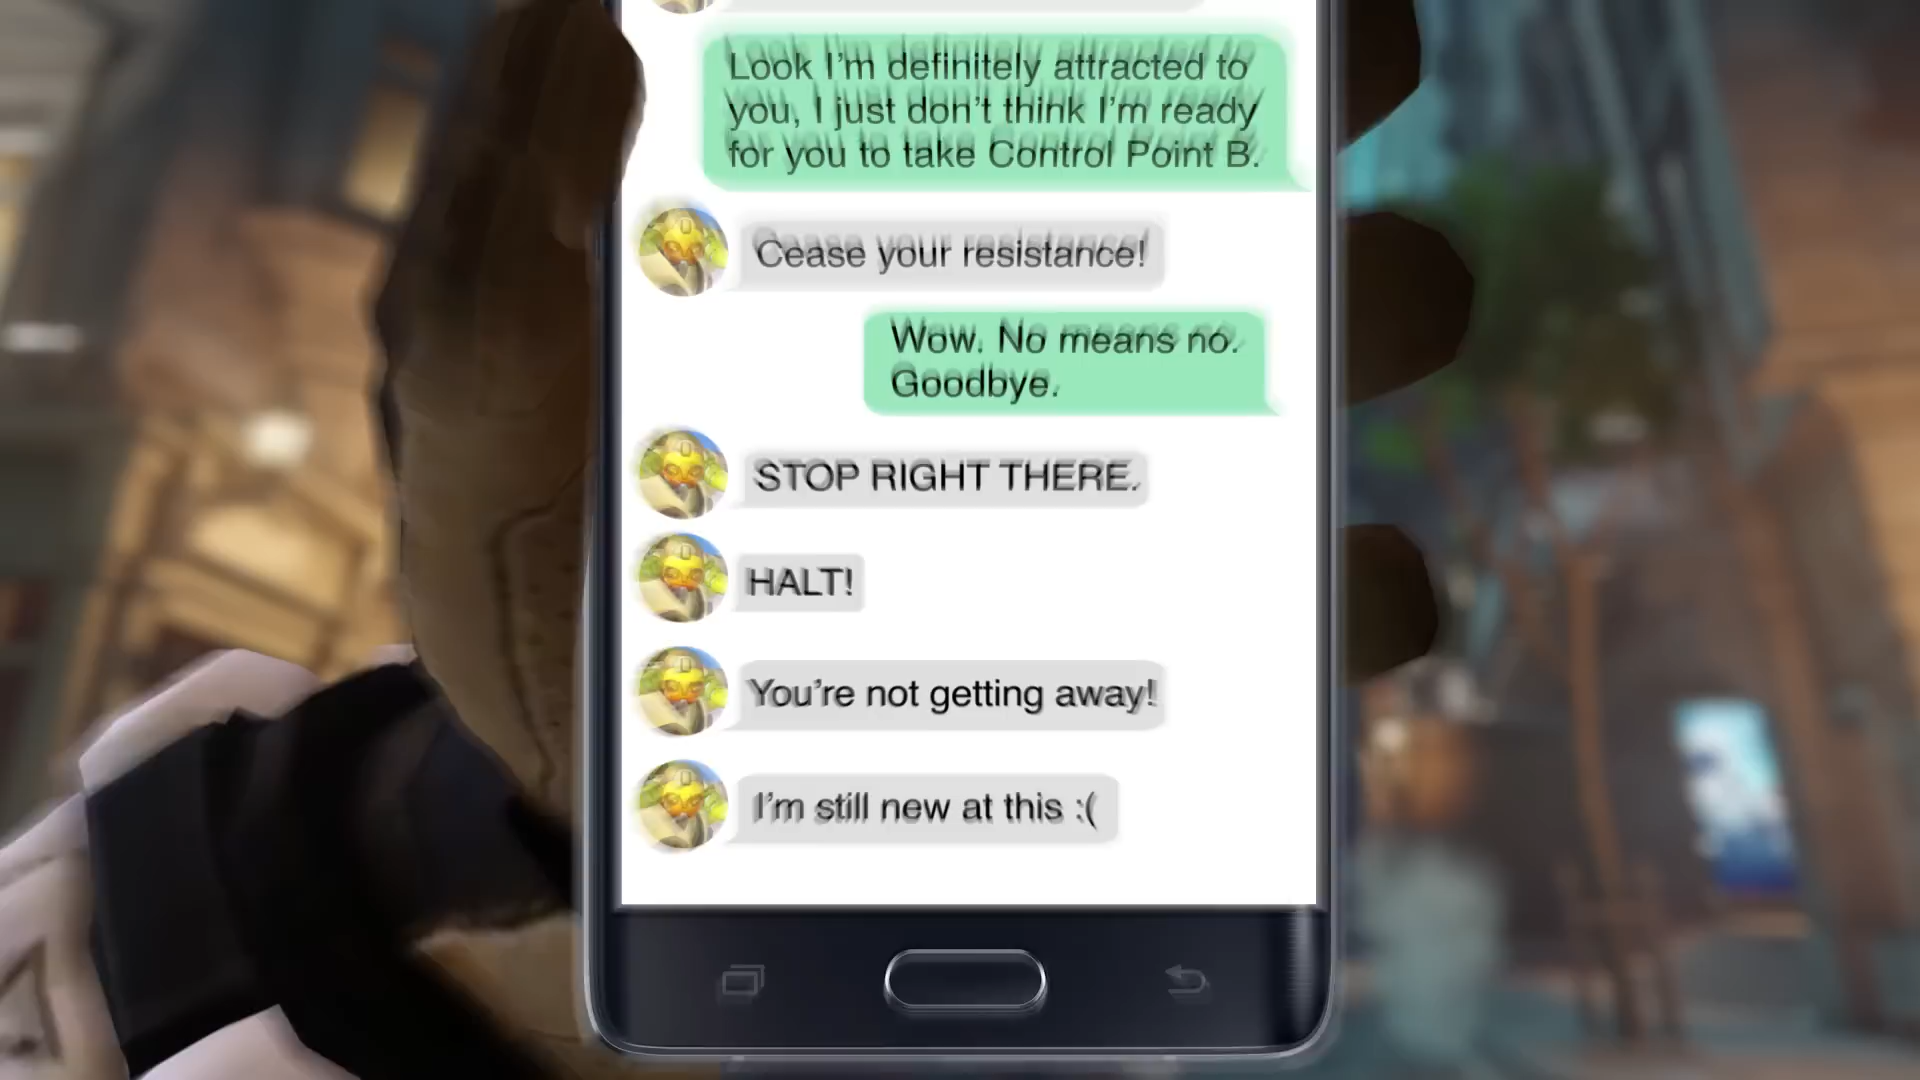 Look I'm definitely attracted to
you, I just don't think I'm ready
for you to take Control Point B.
Cease your resistance!
Wow. No means no.
Goodbye.
STOP RIGHT THERE.
HALT!
You're not getting away!
I'm still new at this :(